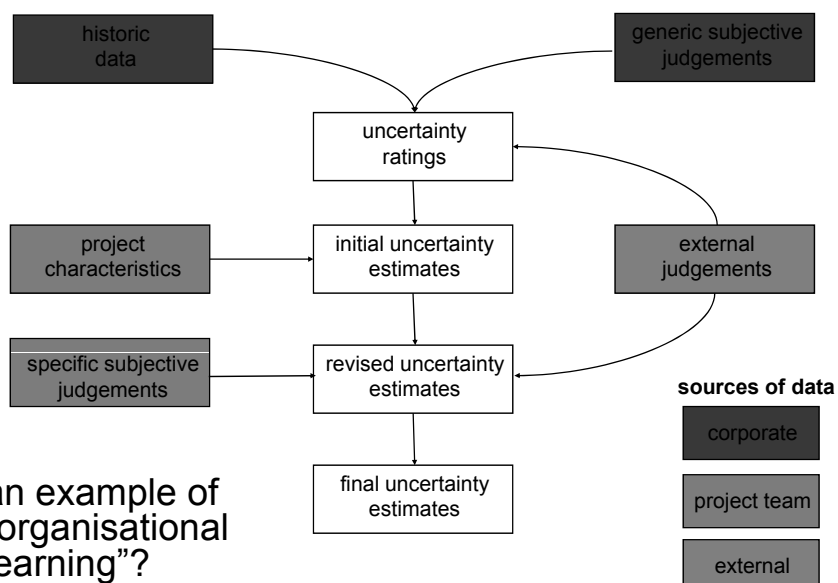 historic
data
generic subjective
judgements
uncertainty
ratings
project
characteristics
initial uncertainty
estimates
external
judgements
specific subjective
judgements
revised uncertainty
estimates
sources of data
corporate
final uncertainty
estimates
project team
external
an example of
organisational
earning”?